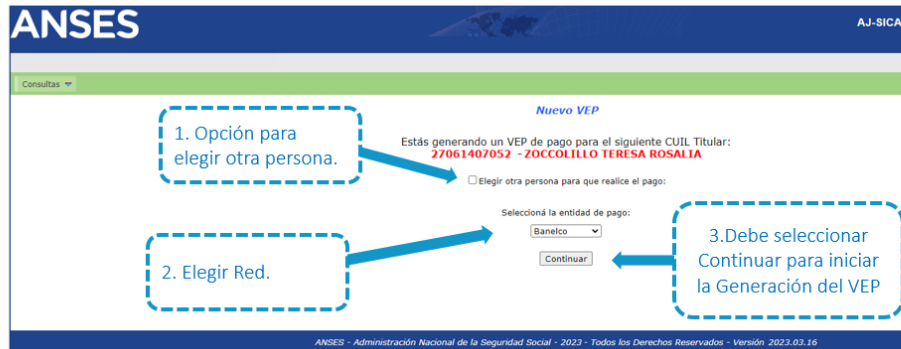 ANSES
AJ-SICA
Consultas
Nuevo VEP
1. Opción para
elegir otra persona.
Estás generando un VEP de pago para el siguiente CUIL Titular:
27061407052 - ZOCCOLILLO TERESA ROSALIA
Elegir otra persona para que realice el pago:
Seleccioná la entidad de pago:
Banelco
2. Elegir Red.
Continuar
3.Debe seleccionar
Continuar para iniciar
la Generación del VEP
ANSES - Administración Nacional de la Seguridad Social - 2023 - Todos los Derechos Reservados - Versión 2023.03.16